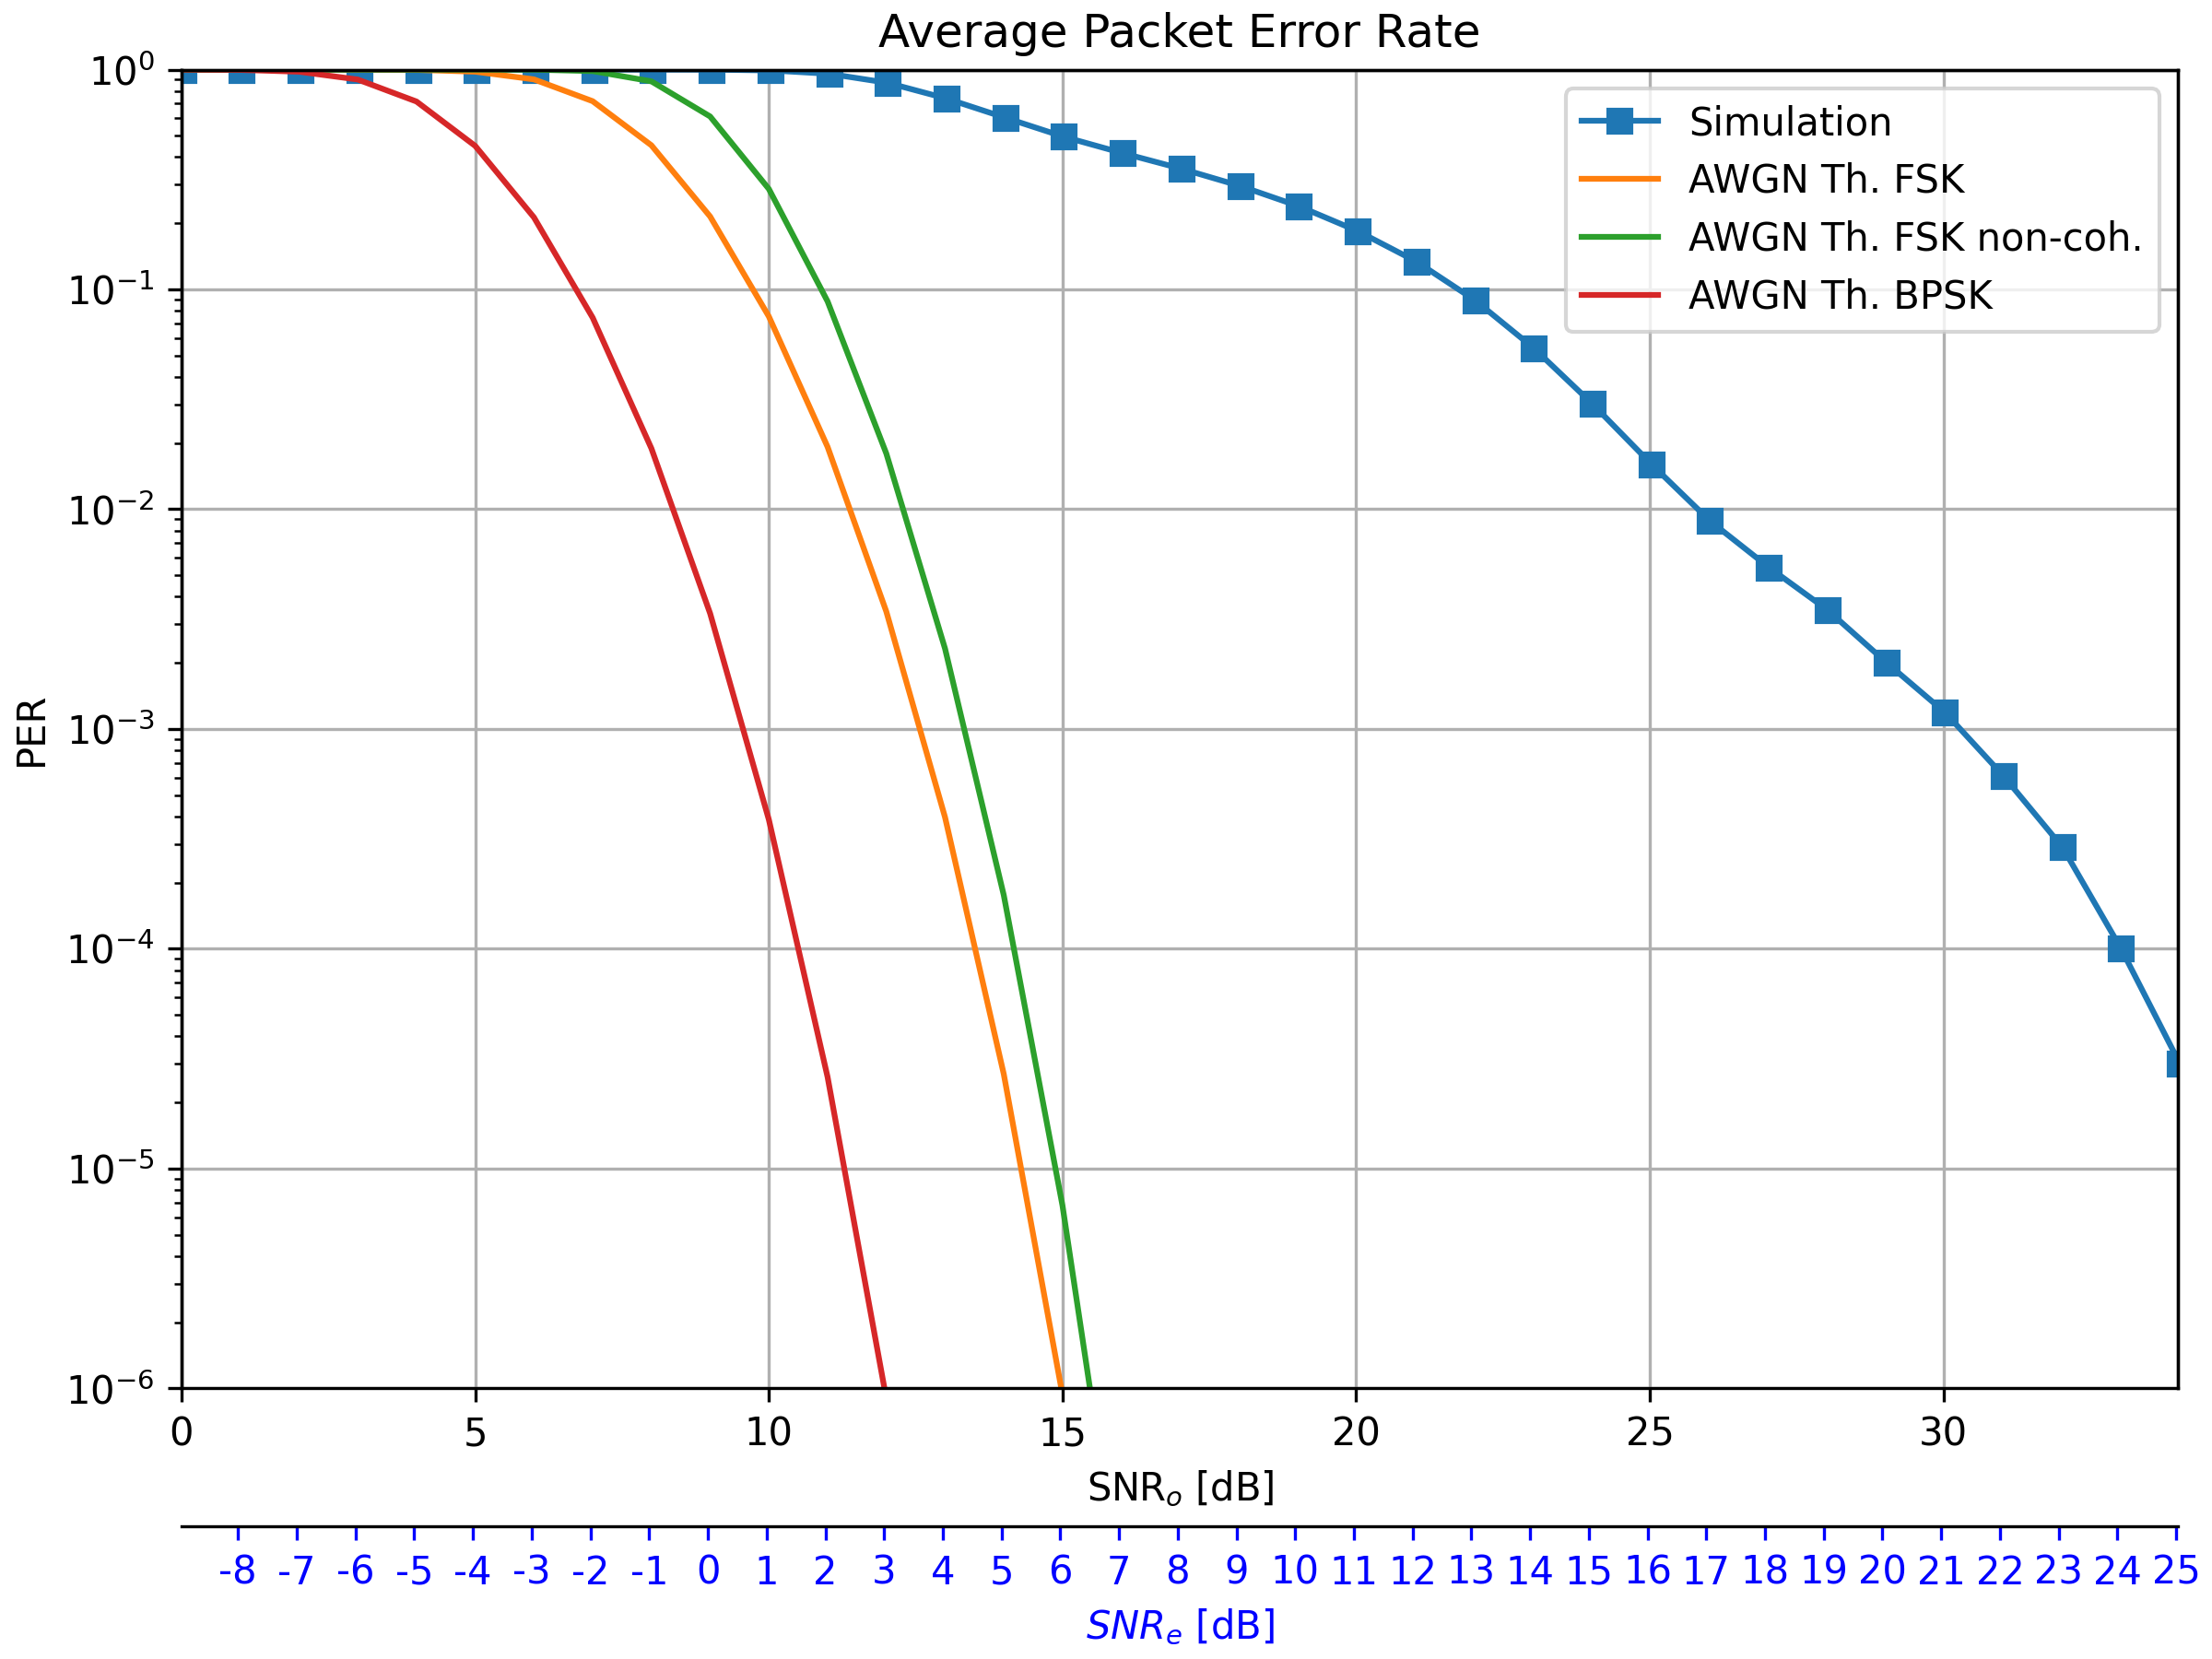 Average Packet Error Rate
Simulation
AWGN Th. FSK
AWGN Th. FSK non-coh.
AWGN Th. BPSK
10⁰
10⁻¹
10⁻²
10⁻³
10⁻⁴
10⁻⁵
10⁻⁶
PER
0 5 10 15 20 25 30
SNRₒ [dB]
-8 -7 -6 -5 -4 -3 -2 -1 0 1 2 3 4 5 6 7 8 9 10 11 12 13 14 15 16 17 18 19 20 21 22 23 24 25
SNRₑ [dB]